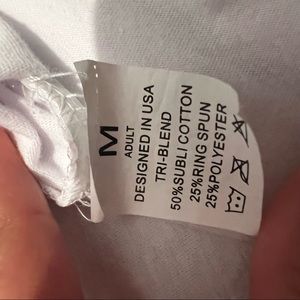 M
ADULT
DESIGNED IN USA
TRI-BLEND
50%SUBLI COTTON
25%RING SPUN
25%POLYESTER